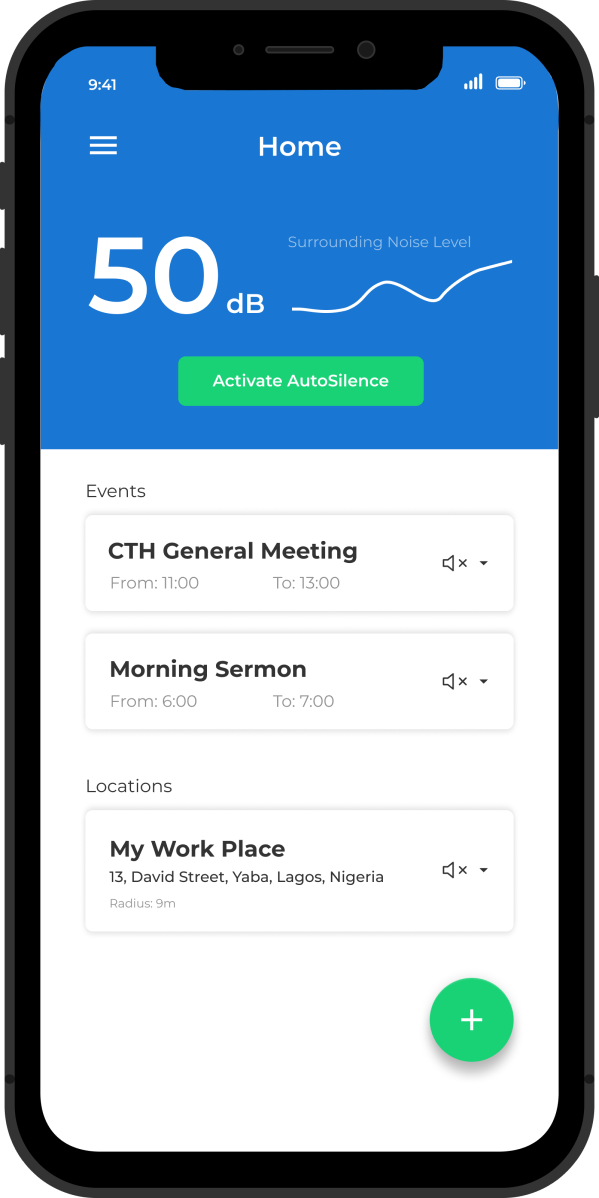 9:41
Home
Surrounding Noise Level
50 dB
Activate AutoSilence
Events
CTH General Meeting
From: 11:00 To: 13:00
Morning Sermon
From: 6:00 To: 7:00
Locations
My Work Place
13, David Street, Yaba, Lagos, Nigeria
Radius: 9m